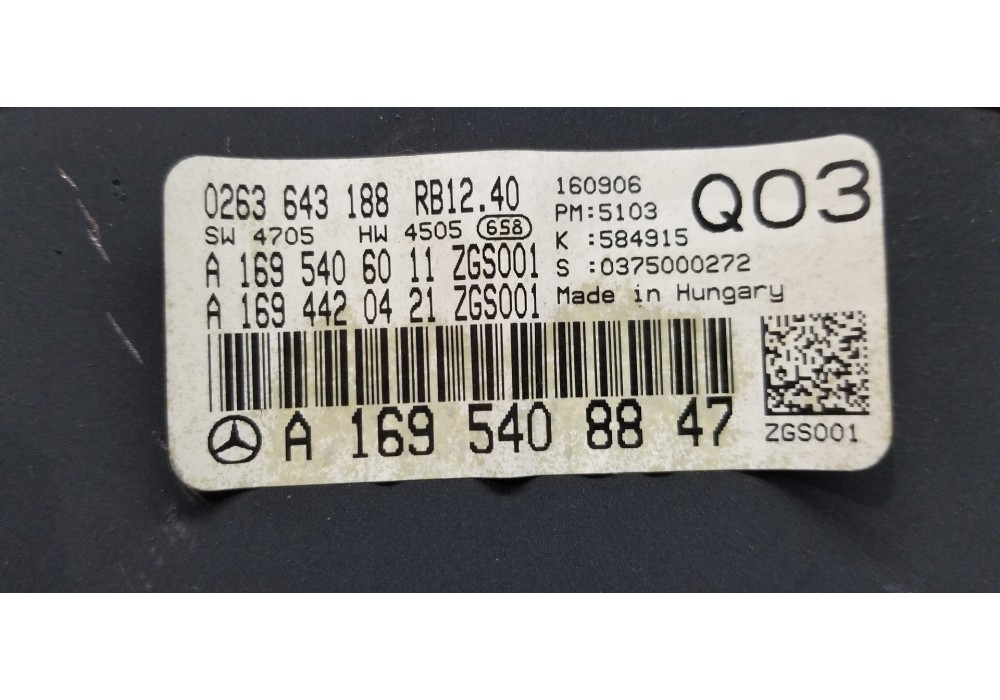 0263 643 188 RB12.40
SW 4705 HW 4505 658
A 169 540 60 11 ZGS001
A 169 442 04 21 ZGS001
160906
PM:5103
K :584915
S :0375000272
Made in Hungary
Q03
A 169 540 88 47
ZGS001